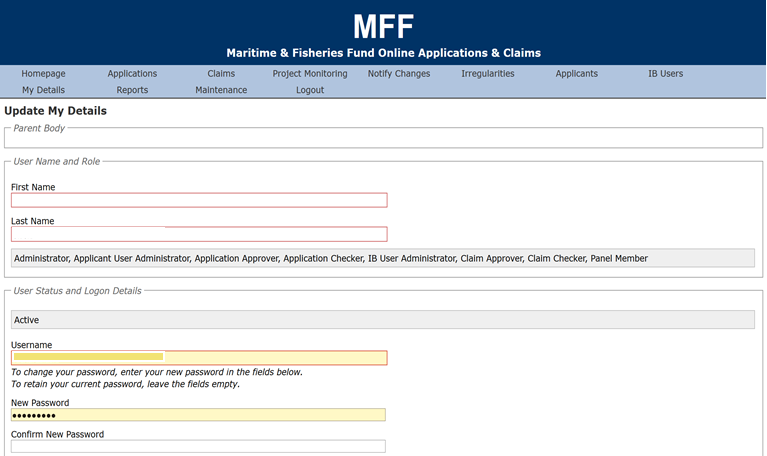 MFF
Maritime & Fisheries Fund Online Applications & Claims
Homepage Applications Claims Project Monitoring Notify Changes Irregularities Applicants IB Users
My Details Reports Maintenance Logout
Update My Details
Parent Body
User Name and Role
First Name
Last Name
Administrator, Applicant User Administrator, Application Approver, Application Checker, IB User Administrator, Claim Approver, Claim Checker, Panel Member
User Status and Logon Details
Active
Username
To change your password, enter your new password in the fields below.
To retain your current password, leave the fields empty.
New Password
●●●●●●●●●
Confirm New Password